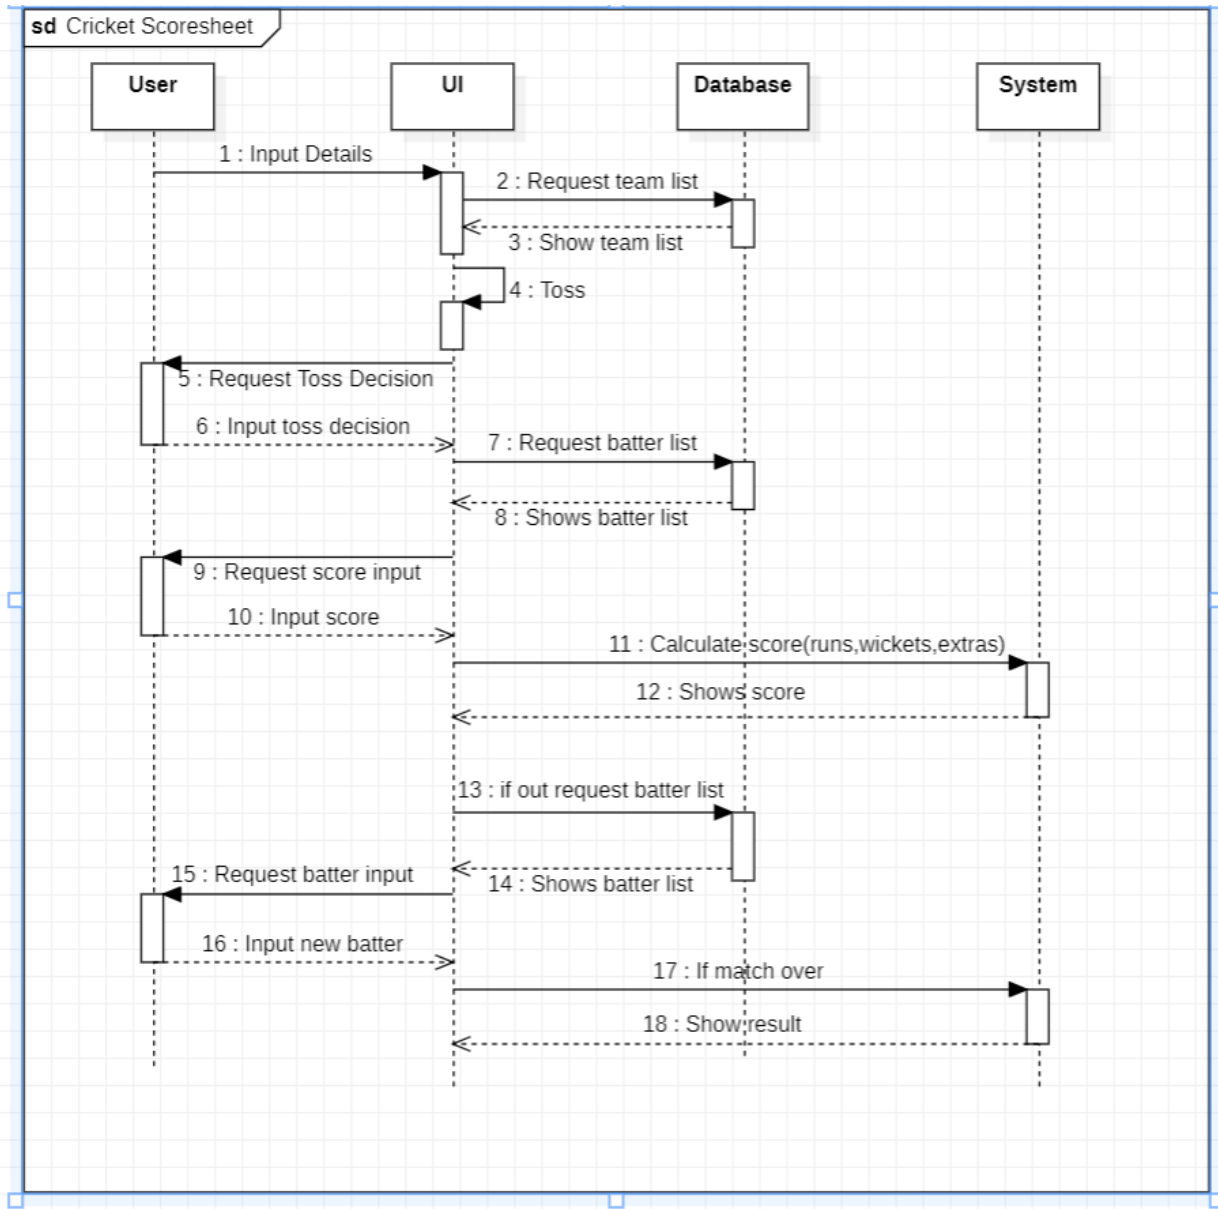 sd Cricket Scoresheet
User
UI
Database
System
1 : Input Details
2 : Request team list
3 : Show team list
4 : Toss
5 : Request Toss Decision
6 : Input toss decision
7 : Request batter list
8 : Shows batter list
9 : Request score input
10 : Input score
11 : Calculate score(runs,wickets,extras)
12 : Shows score
13 : if out request batter list
14 : Shows batter list
15 : Request batter input
16 : Input new batter
17 : If match over
18 : Show result